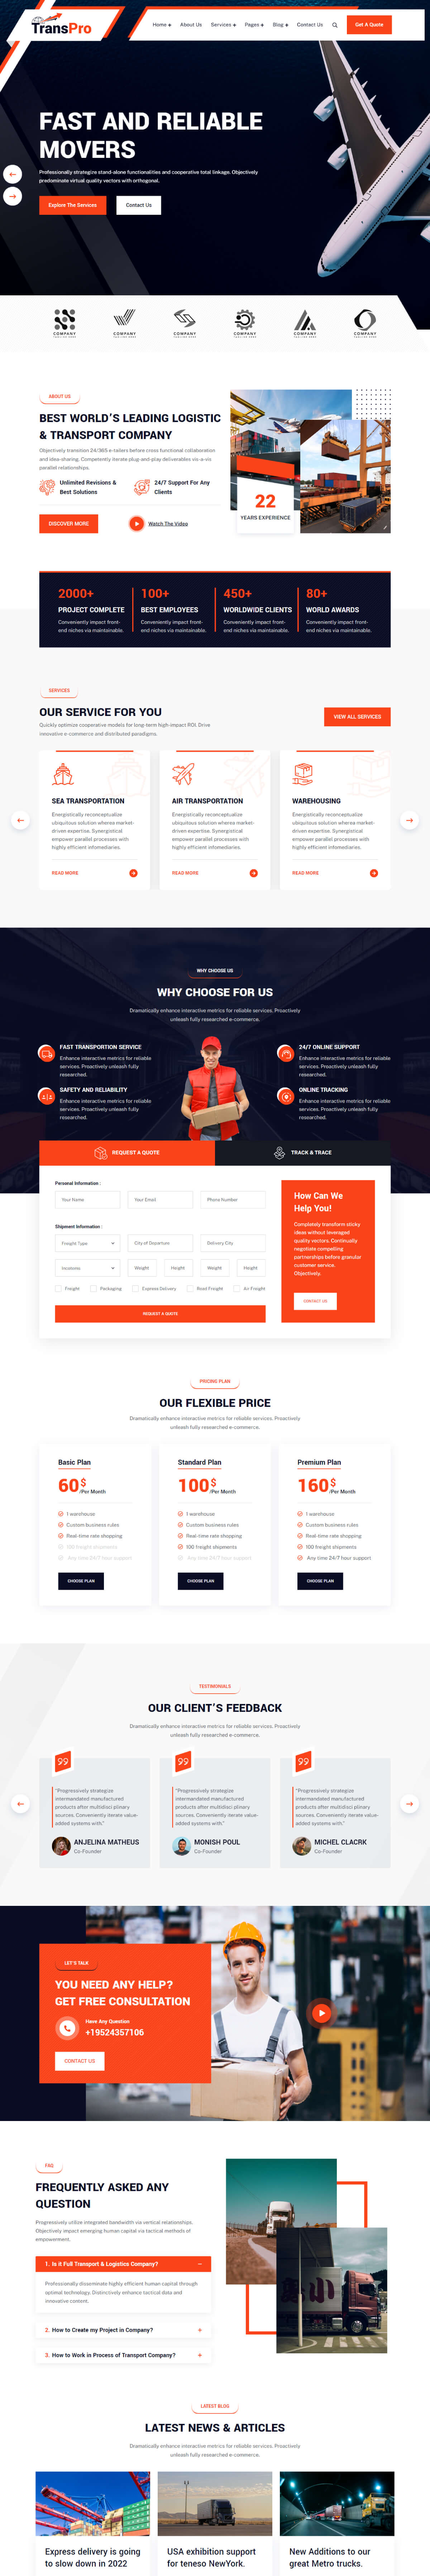 TransPro
Home + About Us Services + Pages + Blog + Contact Us
Get A Quote
FAST AND RELIABLE
MOVERS
Professionally strategize stand-alone functionalities and cooperative total linkage. Objectively
predominate virtual quality vectors with orthogonal.
Explore The Services
Contact Us
COMPANY COMPANY COMPANY COMPANY COMPANY COMPANY
TAGLINE HERE TAGLINE HERE TAGLINE HERE TAGLINE HERE TAGLINE HERE TAGLINE HERE
ABOUT US
BEST WORLD'S LEADING LOGISTIC
& TRANSPORT COMPANY
Objectively transition 24/365 e-tailers before cross functional collaboration
and idea-sharing. Competently iterate plug-and-play deliverables vis-a-vis
parallel relationships.
Unlimited Revisions &
Best Solutions
24/7 Support For Any
Clients
DISCOVER MORE
Watch The Video
22
YEARS EXPERIENCE
2000+
PROJECT COMPLETE
Conveniently impact front-
end niches via maintainable.
100+
BEST EMPLOYEES
Conveniently impact front-
end niches via maintainable.
450+
WORLDWIDE CLIENTS
Conveniently impact front-
end niches via maintainable.
80+
WORLD AWARDS
Conveniently impact front-
end niches via maintainable.
SERVICES
OUR SERVICE FOR YOU
Quickly optimize cooperative models for long-term high-impact ROI. Drive
innovative e-commerce and distributed paradigms.
VIEW ALL SERVICES
SEA TRANSPORTATION
Energistically reconceptualize
ubiquitous solution wherea market-
driven expertise. Synergistical
empower parallel processes with
highly efficient infomediaries.
READ MORE
AIR TRANSPORTATION
Energistically reconceptualize
ubiquitous solution wherea market-
driven expertise. Synergistical
empower parallel processes with
highly efficient infomediaries.
READ MORE
WAREHOUSING
Energistically reconceptualize
ubiquitous solution wherea market-
driven expertise. Synergistical
empower parallel processes with
highly efficient infomediaries.
READ MORE
WHY CHOOSE US
WHY CHOOSE FOR US
Dramatically enhance interactive metrics for reliable services. Proactively
unleash fully researched e-commerce.
FAST TRANSPORTION SERVICE
Enhance interactive metrics for reliable
services. Proactively unleash fully
researched.
SAFETY AND RELIABILITY
Enhance interactive metrics for reliable
services. Proactively unleash fully
researched.
24/7 ONLINE SUPPORT
Enhance interactive metrics for reliable
services. Proactively unleash fully
researched.
ONLINE TRACKING
Enhance interactive metrics for reliable
services. Proactively unleash fully
researched.
REQUEST A QUOTE
TRACK & TRACE
Personal Information :
Your Name
Your Email
Phone Number
Shipment Information :
Freight Type
City of Departure
Delivery City
Incoterms
Weight
Height
Weight
Height
Freight
Packaging
Express Delivery
Road Freight
Air Freight
REQUEST A QUOTE
How Can We
Help You!
Completely transform sticky
ideas without leveraged
quality vectors. Continually
negotiate compelling
partnerships before granular
customer service.
Objectively.
CONTACT US
PRICING PLAN
OUR FLEXIBLE PRICE
Dramatically enhance interactive metrics for reliable services. Proactively
unleash fully researched e-commerce.
Basic Plan
60$
/Per Month
1 warehouse
Custom business rules
Real-time rate shopping
100 freight shipments
Any time 24/7 hour support
CHOOSE PLAN
Standard Plan
100$
/Per Month
1 warehouse
Custom business rules
Real-time rate shopping
100 freight shipments
Any time 24/7 hour support
CHOOSE PLAN
Premium Plan
160$
/Per Month
1 warehouse
Custom business rules
Real-time rate shopping
100 freight shipments
Any time 24/7 hour support
CHOOSE PLAN
TESTIMONIALS
OUR CLIENT'S FEEDBACK
Dramatically enhance interactive metrics for reliable services. Proactively
unleash fully researched e-commerce.
"Progressively strategize
intermandated manufactured
products after multidisci plinary
sources. Conveniently iterate value-
added systems with."
ANJELINA MATHEUS
Co-Founder
"Progressively strategize
intermandated manufactured
products after multidisci plinary
sources. Conveniently iterate value-
added systems with."
MONISH POUL
Co-Founder
"Progressively strategize
intermandated manufactured
products after multidisci plinary
sources. Conveniently iterate value-
added systems with."
MICHEL CLACRK
Co-Founder
LET'S TALK
YOU NEED ANY HELP?
GET FREE CONSULTATION
Have Any Question
+19524357106
CONTACT US
FAQ
FREQUENTLY ASKED ANY
QUESTION
Progressively utilize integrated bandwidth via vertical relationships.
Objectively impact emerging human capital via tactical methods of
empowerment.
1. Is it Full Transport & Logistics Company? −
Professionally disseminate highly efficient human capital through
optimal technology. Distinctively enhance tactical data and
innovative content.
2. How to Create my Project in Company? +
3. How to Work in Process of Transport Company? +
LATEST BLOG
LATEST NEWS & ARTICLES
Dramatically enhance interactive metrics for reliable services. Proactively
unleash fully researched e-commerce.
Express delivery is going
to slow down in 2022
USA exhibition support
for teneso NewYork.
New Additions to our
great Metro trucks.